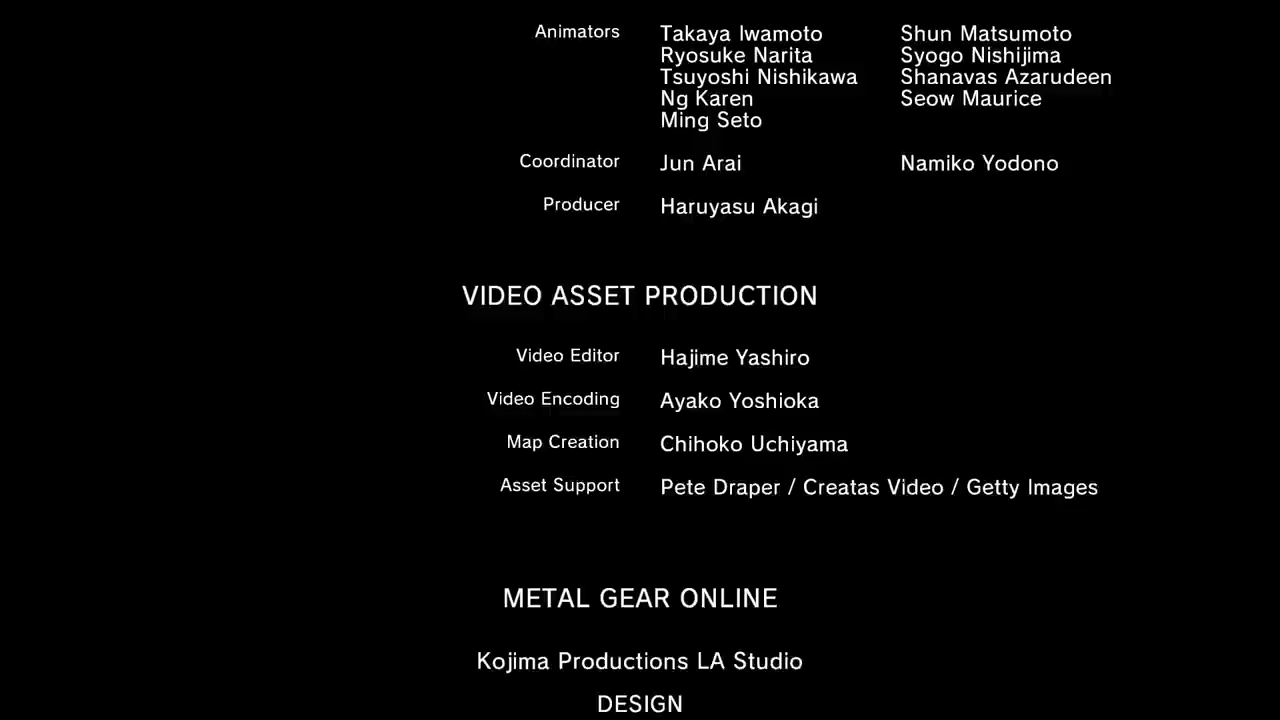 Animators Takaya Iwamoto Shun Matsumoto
Ryosuke Narita Syogo Nishijima
Tsuyoshi Nishikawa Shanavas Azarudeen
Ng Karen Seow Maurice
Ming Seto
Coordinator Jun Arai Namiko Yodono
Producer Haruyasu Akagi
VIDEO ASSET PRODUCTION
Video Editor Hajime Yashiro
Video Encoding Ayako Yoshioka
Map Creation Chihoko Uchiyama
Asset Support Pete Draper / Creatas Video / Getty Images
METAL GEAR ONLINE
Kojima Productions LA Studio
DESIGN